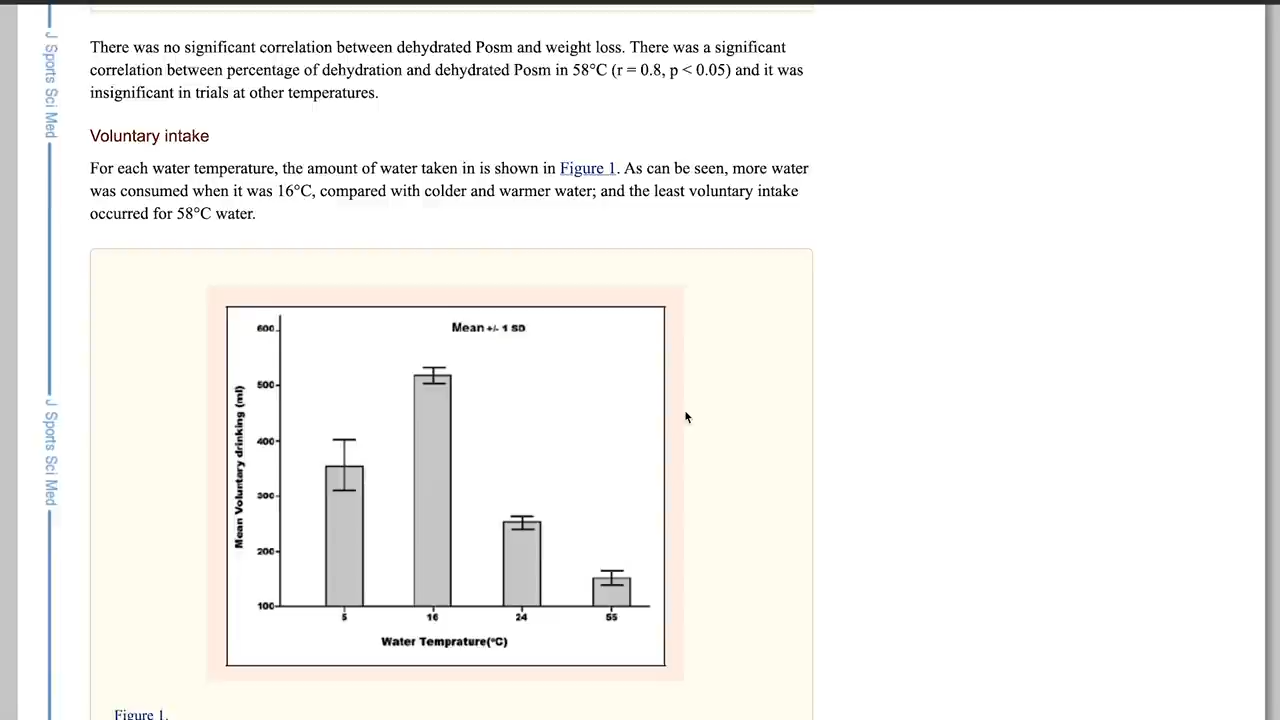 There was no significant correlation between dehydrated Posm and weight loss. There was a significant
correlation between percentage of dehydration and dehydrated Posm in 58°C (r = 0.8, p < 0.05) and it was
insignificant in trials at other temperatures.
Voluntary intake
For each water temperature, the amount of water taken in is shown in Figure 1. As can be seen, more water
was consumed when it was 16°C, compared with colder and warmer water; and the least voluntary intake
occurred for 58°C water.
J Sports Sci Med
J Sports Sci Med
Mean +/- 1 SD
Mean Voluntary drinking (ml)
600
500
400
300
200
100
5 16 24 55
Water Temprature(°C)
Figure 1.